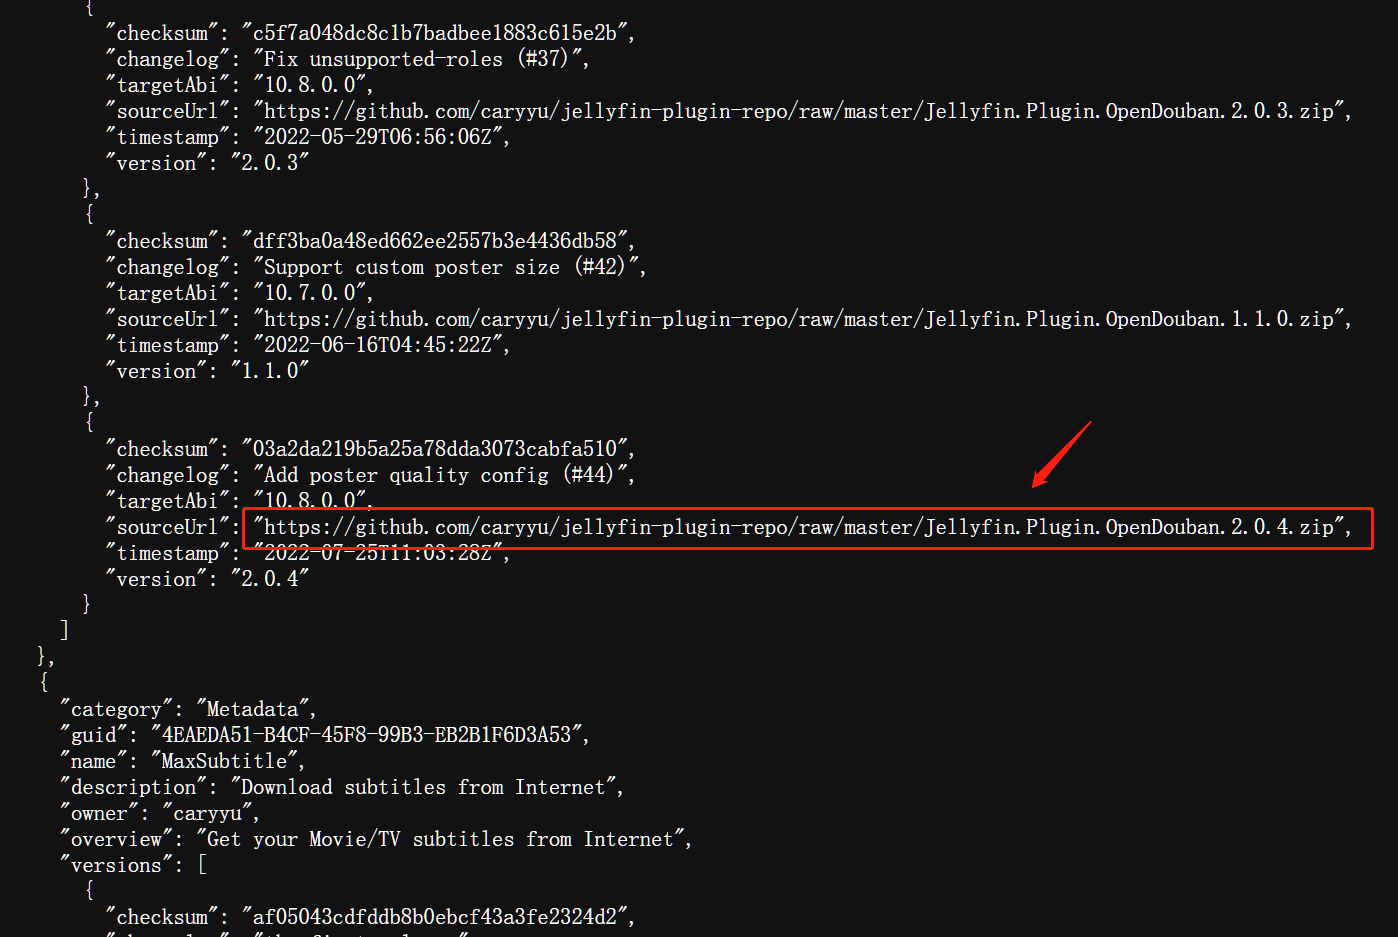 {
"checksum": "c5f7a048dc8c1b7badbee1883c615e2b",
"changelog": "Fix unsupported-roles (#37)",
"targetAbi": "10.8.0.0",
"sourceUrl": "https://github.com/caryyu/jellyfin-plugin-repo/raw/master/Jellyfin.Plugin.OpenDouban.2.0.3.zip",
"timestamp": "2022-05-29T06:56:06Z",
"version": "2.0.3"
},
{
"checksum": "dff3ba0a48ed662ee2557b3e4436db58",
"changelog": "Support custom poster size (#42)",
"targetAbi": "10.7.0.0",
"sourceUrl": "https://github.com/caryyu/jellyfin-plugin-repo/raw/master/Jellyfin.Plugin.OpenDouban.1.1.0.zip",
"timestamp": "2022-06-16T04:45:22Z",
"version": "1.1.0"
},
{
"checksum": "03a2da219b5a25a78dda3073cabfa510",
"changelog": "Add poster quality config (#44)",
"targetAbi": "10.8.0.0",
"sourceUrl": "https://github.com/caryyu/jellyfin-plugin-repo/raw/master/Jellyfin.Plugin.OpenDouban.2.0.4.zip",
"timestamp": "2022-07-25T11:03:28Z",
"version": "2.0.4"
}
]
},
{
"category": "Metadata",
"guid": "4EAEDA51-B4CF-45F8-99B3-EB2B1F6D3A53",
"name": "MaxSubtitle",
"description": "Download subtitles from Internet",
"owner": "caryyu",
"overview": "Get your Movie/TV subtitles from Internet",
"versions": [
{
"checksum": "af05043cdfddb8b0ebcf43a3fe2324d2",